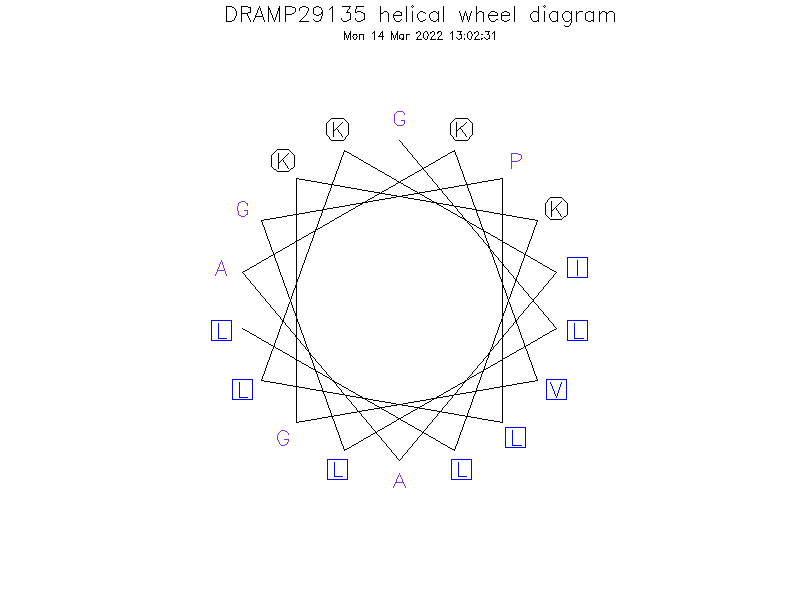 DRAMP29135 helical wheel diagram
Mon 14 Mar 2022 13:02:31
G
K K
K P
G K
A I
L L
L V
G L
L L
A